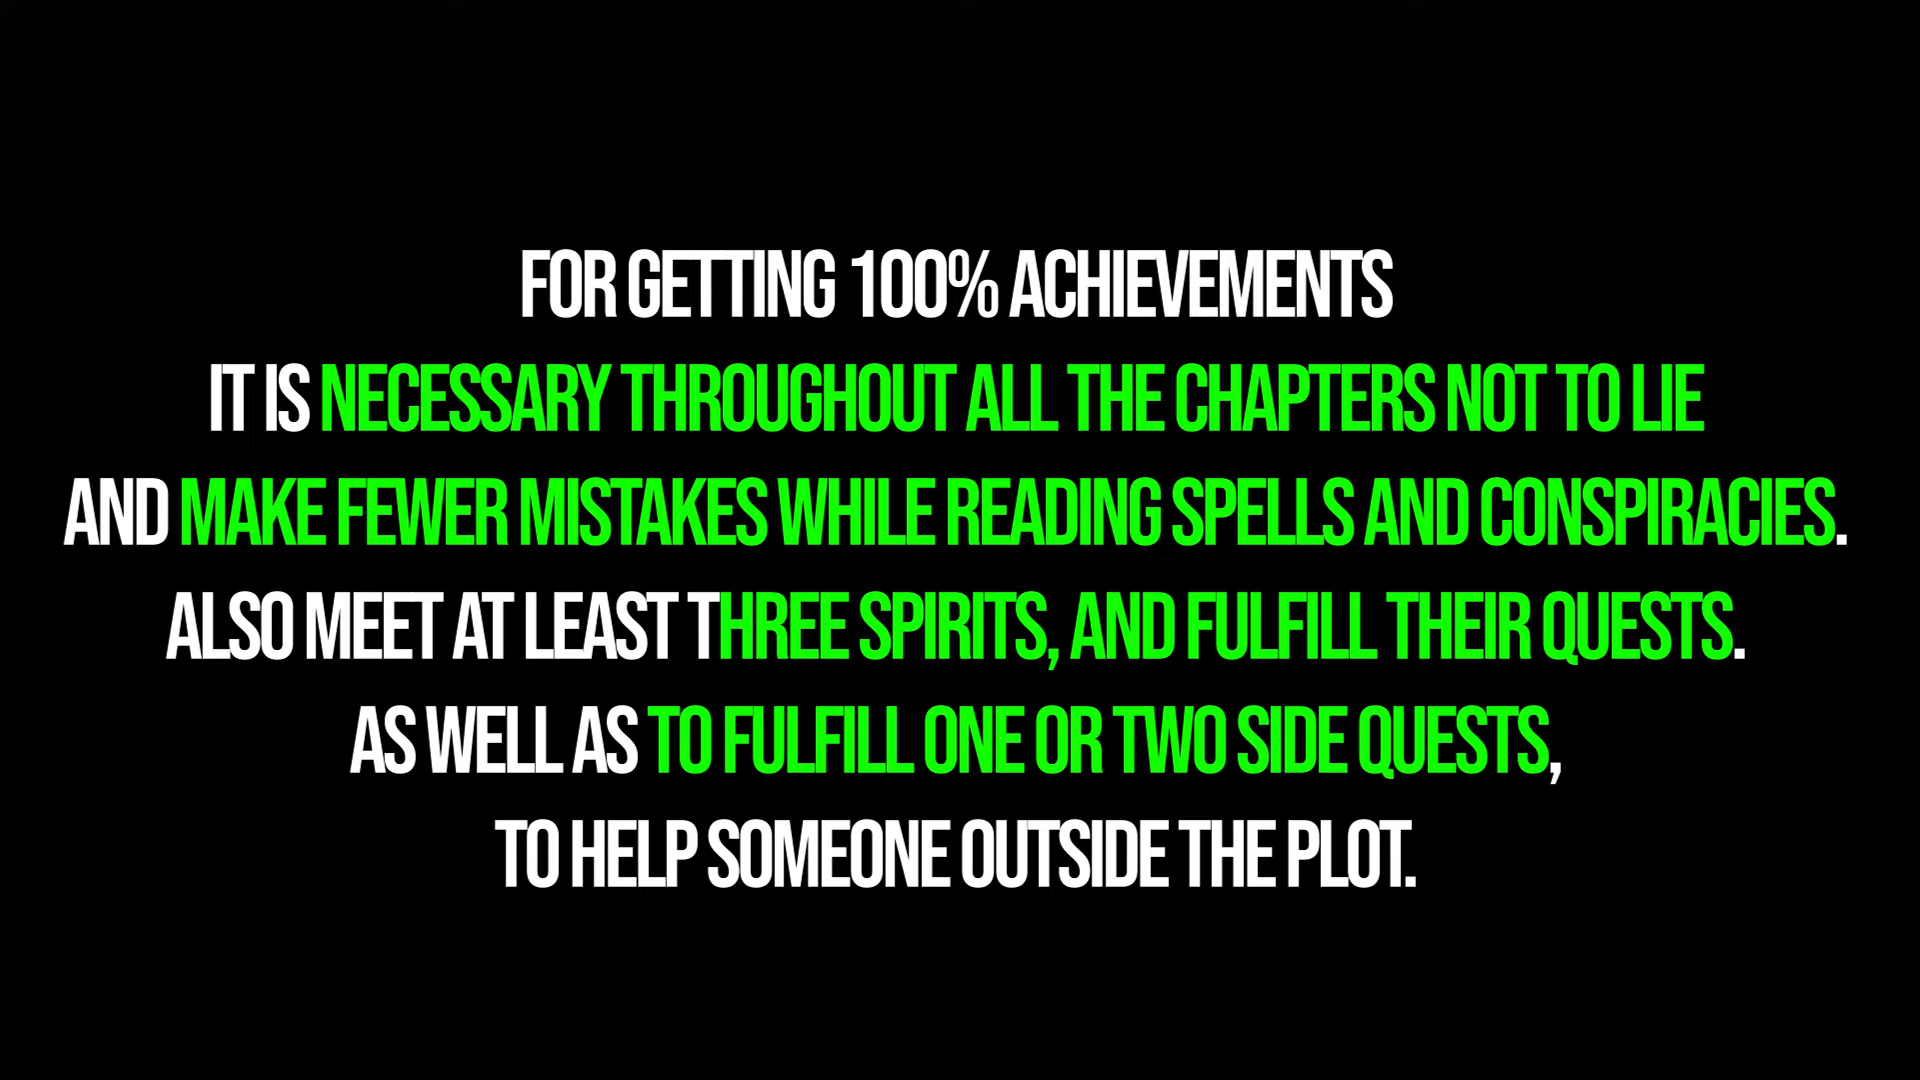 FOR GETTING 100% ACHIEVEMENTS
IT IS NECESSARY THROUGHOUT ALL THE CHAPTERS NOT TO LIE
AND MAKE FEWER MISTAKES WHILE READING SPELLS AND CONSPIRACIES.
ALSO MEET AT LEAST THREE SPIRITS, AND FULFILL THEIR QUESTS.
AS WELL AS TO FULFILL ONE OR TWO SIDE QUESTS,
TO HELP SOMEONE OUTSIDE THE PLOT.